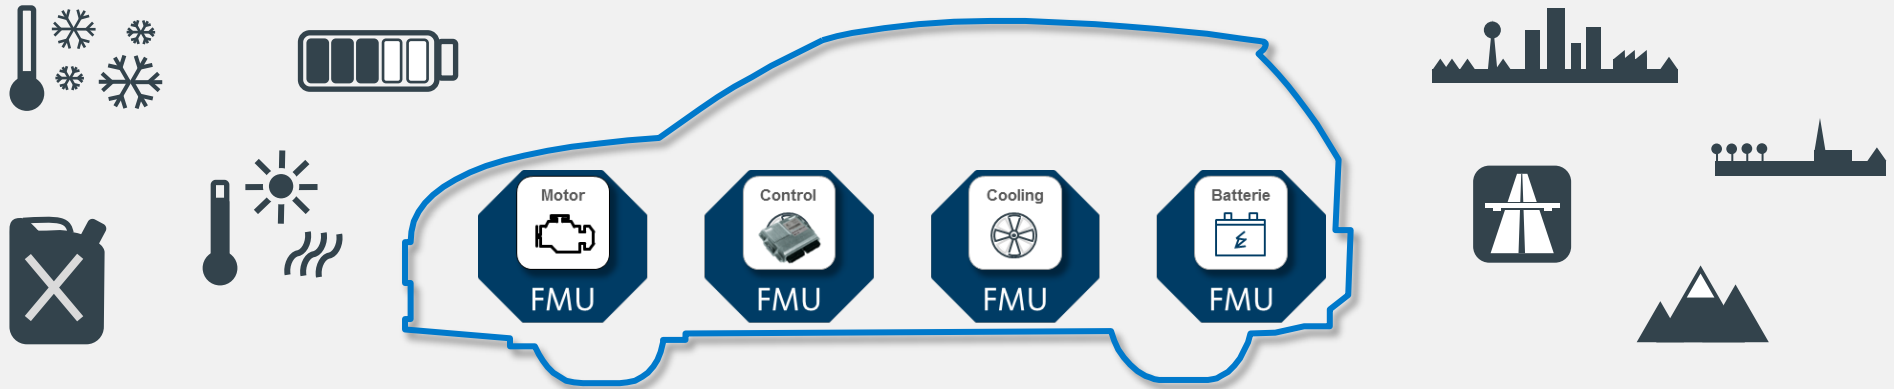 Motor
FMU
Control
FMU
Cooling
FMU
Batterie
FMU